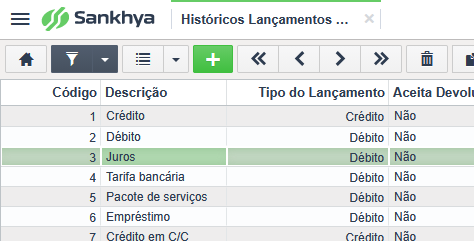 Sankhya Históricos Lançamentos ... ×
Código Descrição Tipo do Lançamento Aceita Devolu
1 Crédito Crédito Não
2 Débito Débito Não
3 Juros Débito Não
4 Tarifa bancária Débito Não
5 Pacote de serviços Débito Não
6 Empréstimo Débito Não
7 Crédito em C/C Crédito Não